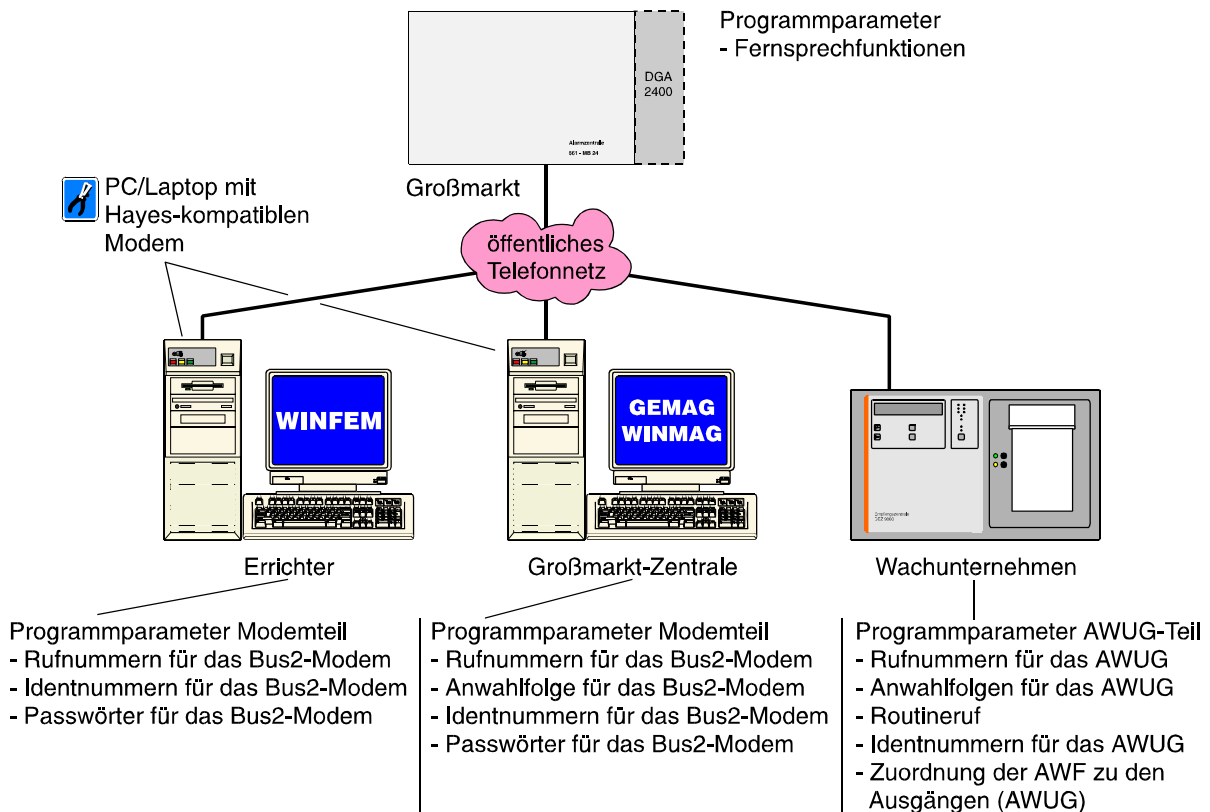 Programmparameter
- Fernsprechfunktionen
DGA
2400
Alarmzentrale
561 - MB 24
Großmarkt
PC/Laptop mit
Hayes-kompatiblen
Modem
öffentliches
Telefonnetz
WINFEM
GEMAG
WINMAG
Empfangszentrale
Errichter
Großmarkt-Zentrale
Wachunternehmen
Programmparameter Modemteil
- Rufnummern für das Bus2-Modem
- Identnummern für das Bus2-Modem
- Passwörter für das Bus2-Modem
Programmparameter Modemteil
- Rufnummern für das Bus2-Modem
- Anwahlfolge für das Bus2-Modem
- Identnummern für das Bus2-Modem
- Passwörter für das Bus2-Modem
Programmparameter AWUG-Teil
- Rufnummern für das AWUG
- Anwahlfolgen für das AWUG
- Routineruf
- Identnummern für das AWUG
- Zuordnung der AWF zu den
Ausgängen (AWUG)